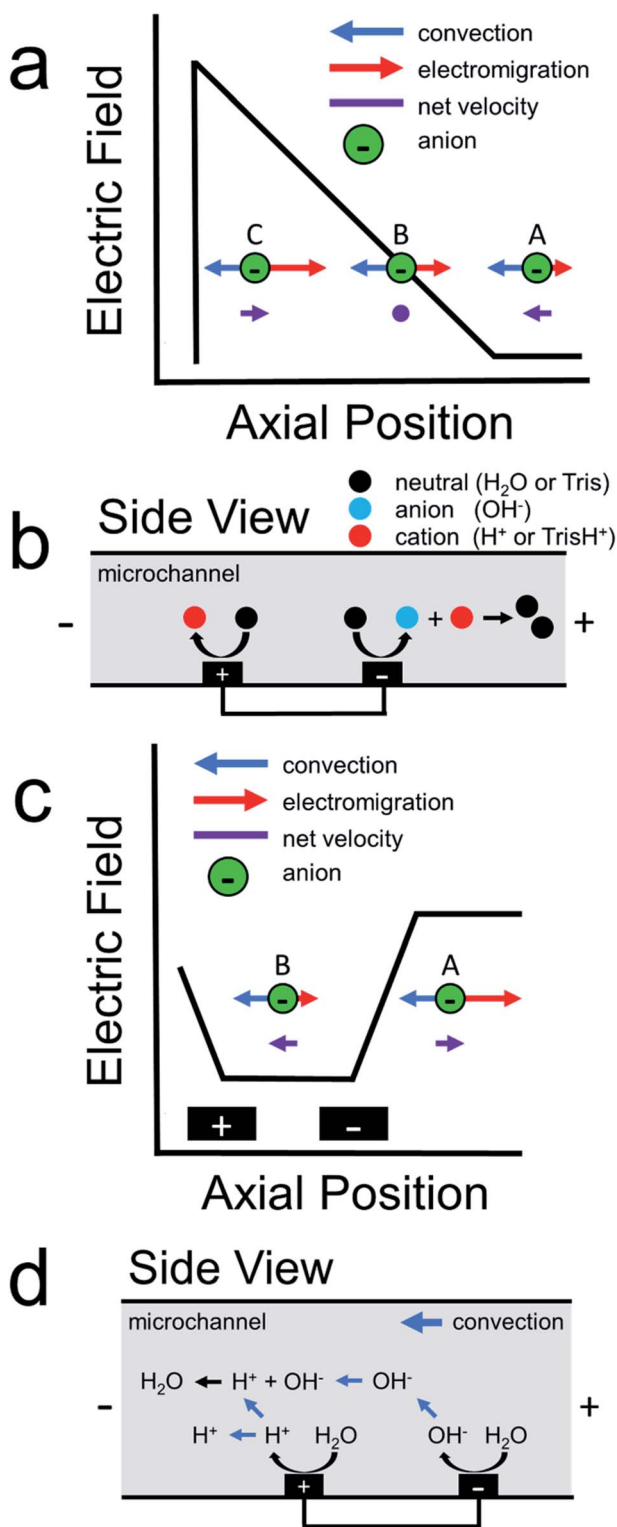 a
Electric Field
convection
electromigration
net velocity
- anion
C B A
- - -
Axial Position
b
Side View
neutral (H₂O or Tris)
anion (OH⁻)
cation (H⁺ or TrisH⁺)
microchannel
- + +
+ -
c
Electric Field
convection
electromigration
net velocity
- anion
B A
- -
+ -
Axial Position
d
Side View
microchannel convection
H₂O H⁺ + OH⁻ OH⁻
- +
H⁺ H⁺ H₂O OH⁻ H₂O
+ -